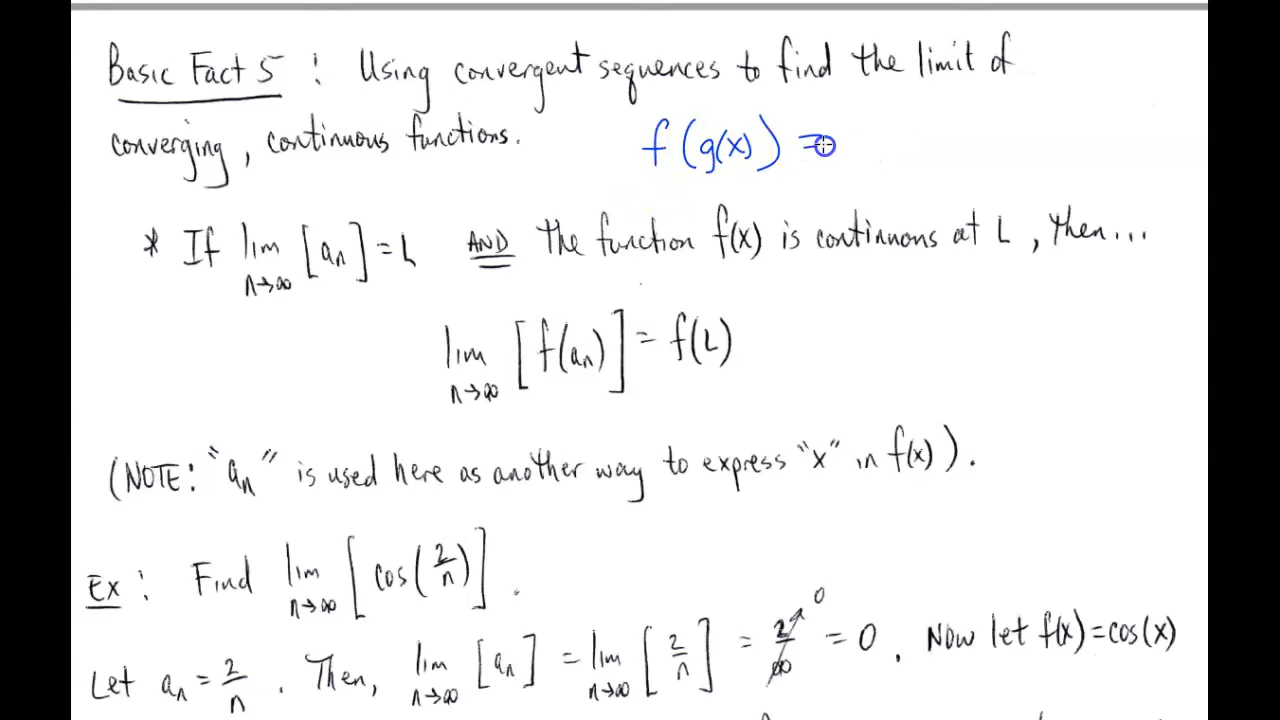 Basic Fact 5 : Using convergent sequences to find the limit of
converging, continuous functions. f(g(x)) =
* If lim n→∞ [an] = L AND the function f(x) is continuous at L, then...
lim n→∞ [f(an)] = f(L)
(NOTE: "an" is used here as another way to express "x" in f(x)).
Ex: Find lim n→∞ [cos(2/n)].
Let an = 2/n. Then, lim n→∞ [an] = lim n→∞ [2/n] = 2/∞ 0 = 0. Now let f(x)=cos(x)